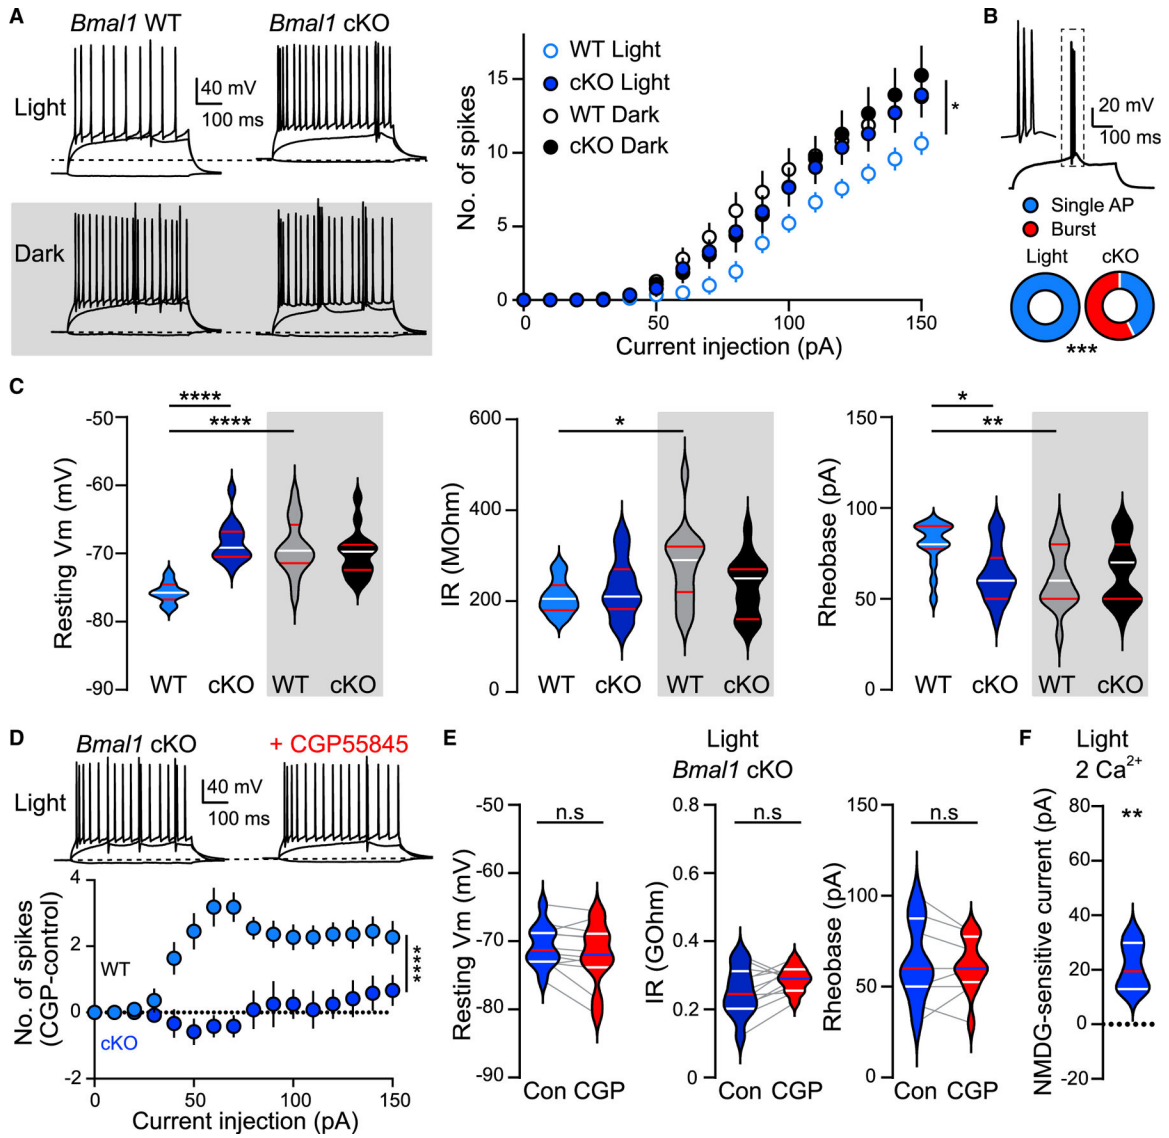 A
Bmal1 WT
Bmal1 cKO
Light
40 mV
100 ms
Dark
No. of spikes
15
10
5
0
WT Light
cKO Light
WT Dark
cKO Dark
*
0
50
100
150
Current injection (pA)
B
20 mV
100 ms
Single AP
Burst
Light
cKO
***
C
Resting Vm (mV)
-50
-60
-70
-80
-90
****
****
WT
cKO
WT
cKO
IR (MOhm)
600
400
200
0
*
WT
cKO
WT
cKO
Rheobase (pA)
150
100
50
0
*
**
WT
cKO
WT
cKO
D
Bmal1 cKO
+ CGP55845
Light
40 mV
100 ms
No. of spikes
(CGP-control)
4
2
0
-2
WT
cKO
****
0
50
100
150
Current injection (pA)
E
Light
Bmal1 cKO
Resting Vm (mV)
-50
-60
-70
-80
-90
n.s
Con CGP
IR (GOhm)
0.8
0.6
0.4
0.2
0
n.s
Con CGP
Rheobase (pA)
150
100
50
0
n.s
Con CGP
F
Light
2 Ca²⁺
NMDG-sensitive current (pA)
80
60
40
20
0
-20
**